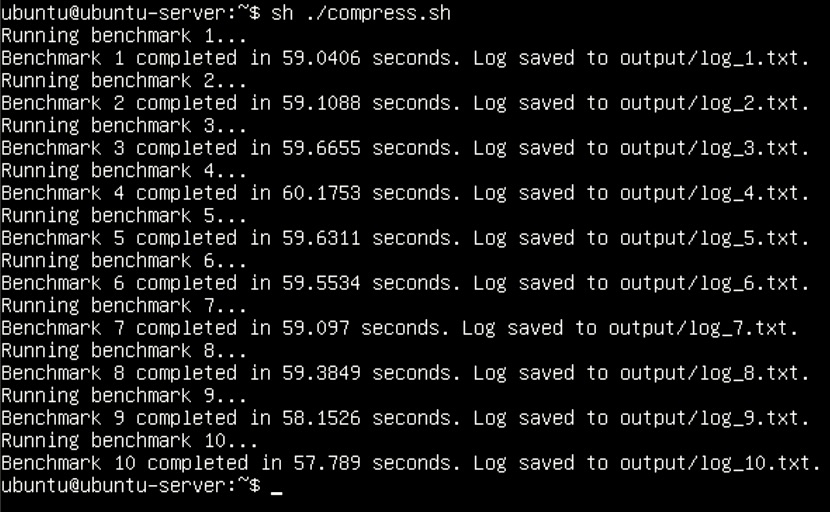 ubuntu@ubuntu-server:~$ sh ./compress.sh
Running benchmark 1...
Benchmark 1 completed in 59.0406 seconds. Log saved to output/log_1.txt.
Running benchmark 2...
Benchmark 2 completed in 59.1088 seconds. Log saved to output/log_2.txt.
Running benchmark 3...
Benchmark 3 completed in 59.6655 seconds. Log saved to output/log_3.txt.
Running benchmark 4...
Benchmark 4 completed in 60.1753 seconds. Log saved to output/log_4.txt.
Running benchmark 5...
Benchmark 5 completed in 59.6311 seconds. Log saved to output/log_5.txt.
Running benchmark 6...
Benchmark 6 completed in 59.5534 seconds. Log saved to output/log_6.txt.
Running benchmark 7...
Benchmark 7 completed in 59.097 seconds. Log saved to output/log_7.txt.
Running benchmark 8...
Benchmark 8 completed in 59.3849 seconds. Log saved to output/log_8.txt.
Running benchmark 9...
Benchmark 9 completed in 58.1526 seconds. Log saved to output/log_9.txt.
Running benchmark 10...
Benchmark 10 completed in 57.789 seconds. Log saved to output/log_10.txt.
ubuntu@ubuntu-server:~$ _